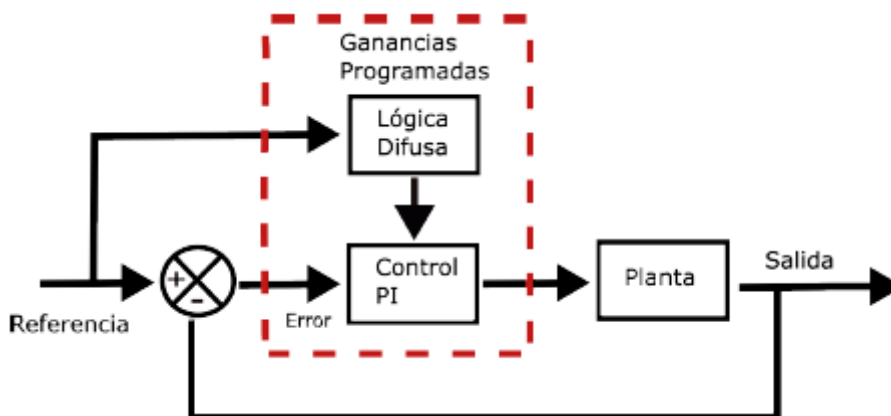 Ganancias
Programadas
Lógica
Difusa
Control
PI
Planta
Salida
+
-
Error
Referencia